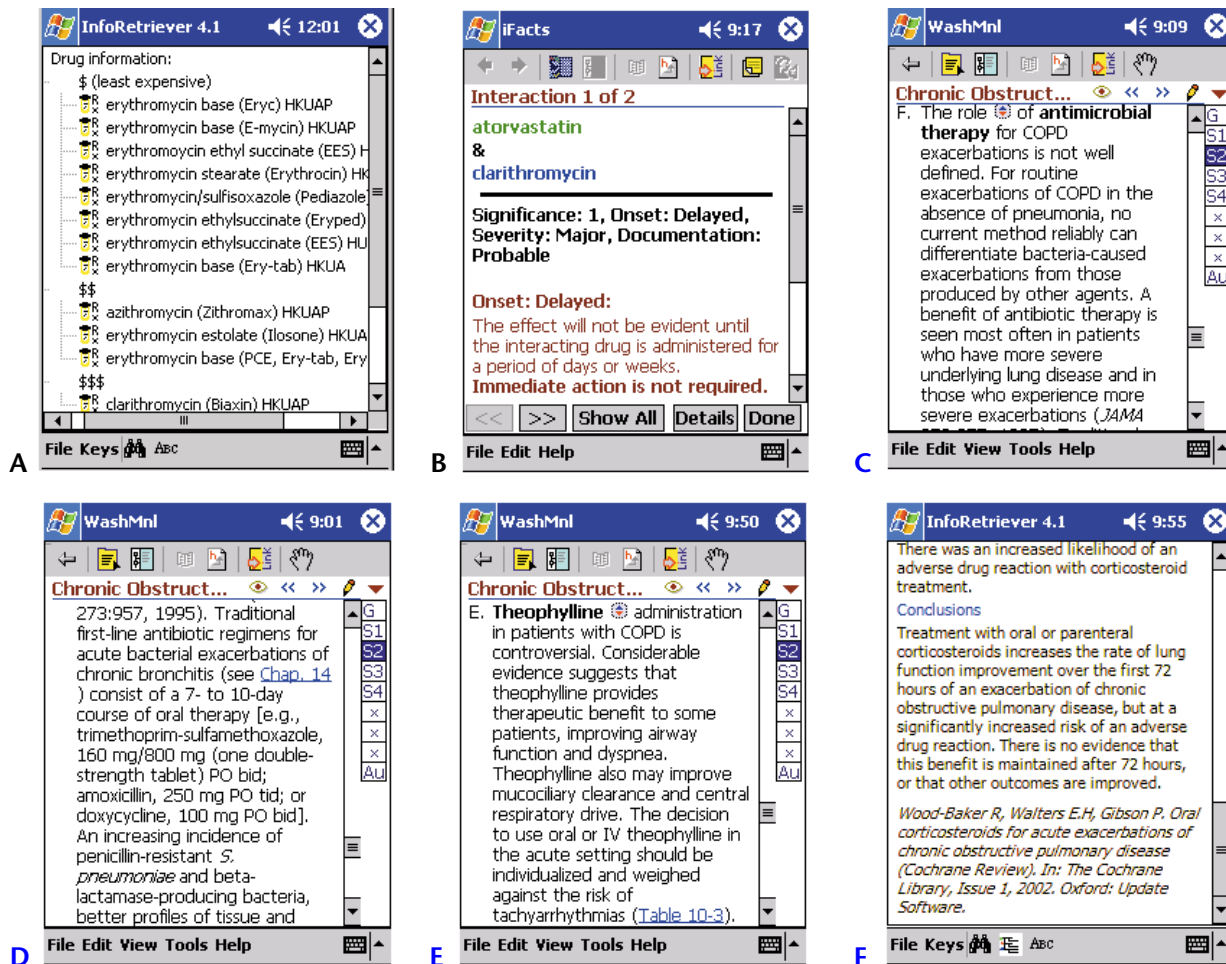 InfoRetriever 4.1 12:01
Drug information:
$ (least expensive)
erythromycin base (Eryc) HKUAP
erythromycin base (E-mycin) HKUAP
erythromoycin ethyl succinate (EES) H
erythromycin stearate (Erythrocin) HK
erythromycin/sulfisoxazole (Pediazole)
erythromycin ethylsuccinate (Eryped)
erythromycin ethylsuccinate (EES) HU
erythromycin base (Ery-tab) HKUA
$$
azithromycin (Zithromax) HKUAP
erythromycin estolate (Ilosone) HKUA
erythromycin base (PCE, Ery-tab, Ery
$$$
clarithromycin (Biaxin) HKUAP
File Keys ABC
A
iFacts 9:17
Interaction 1 of 2
atorvastatin
&
clarithromycin
Significance: 1, Onset: Delayed,
Severity: Major, Documentation:
Probable
Onset: Delayed:
The effect will not be evident until
the interacting drug is administered for
a period of days or weeks.
Immediate action is not required.
<< >> Show All Details Done
File Edit Help
B
WashMnl 9:09
Chronic Obstruct... << >>
F. The role of antimicrobial
therapy for COPD
exacerbations is not well
defined. For routine
exacerbations of COPD in the
absence of pneumonia, no
current method reliably can
differentiate bacteria-caused
exacerbations from those
produced by other agents. A
benefit of antibiotic therapy is
seen most often in patients
who have more severe
underlying lung disease and in
those who experience more
severe exacerbations (JAMA
G
S1
S2
S3
S4
x
x
x
Au
File Edit View Tools Help
C
WashMnl 9:01
Chronic Obstruct... << >>
273:957, 1995). Traditional
first-line antibiotic regimens for
acute bacterial exacerbations of
chronic bronchitis (see Chap. 14
) consist of a 7- to 10-day
course of oral therapy [e.g.,
trimethoprim-sulfamethoxazole,
160 mg/800 mg (one double-
strength tablet) PO bid;
amoxicillin, 250 mg PO tid; or
doxycycline, 100 mg PO bid].
An increasing incidence of
penicillin-resistant S.
pneumoniae and beta-
lactamase-producing bacteria,
better profiles of tissue and
G
S1
S2
S3
S4
x
x
x
Au
File Edit View Tools Help
D
WashMnl 9:50
Chronic Obstruct... << >>
E. Theophylline administration
in patients with COPD is
controversial. Considerable
evidence suggests that
theophylline provides
therapeutic benefit to some
patients, improving airway
function and dyspnea.
Theophylline also may improve
mucociliary clearance and central
respiratory drive. The decision
to use oral or IV theophylline in
the acute setting should be
individualized and weighed
against the risk of
tachyarrhythmias (Table 10-3).
G
S1
S2
S3
S4
x
x
x
Au
File Edit View Tools Help
E
InfoRetriever 4.1 9:55
There was an increased likelihood of an
adverse drug reaction with corticosteroid
treatment.
Conclusions
Treatment with oral or parenteral
corticosteroids increases the rate of lung
function improvement over the first 72
hours of an exacerbation of chronic
obstructive pulmonary disease, but at a
significantly increased risk of an adverse
drug reaction. There is no evidence that
this benefit is maintained after 72 hours,
or that other outcomes are improved.
Wood-Baker R, Walters E.H, Gibson P. Oral
corticosteroids for acute exacerbations of
chronic obstructive pulmonary disease
(Cochrane Review). In: The Cochrane
Library, Issue 1, 2002. Oxford: Update
Software.
File Keys ABC
F